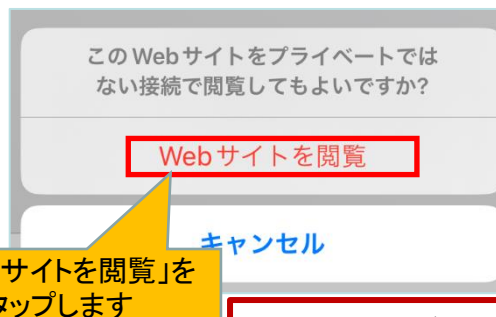 このWebサイトをプライベートでは
ない接続で閲覧してもよいですか?
Webサイトを閲覧
キャンセル
サイトを閲覧」を
タップします